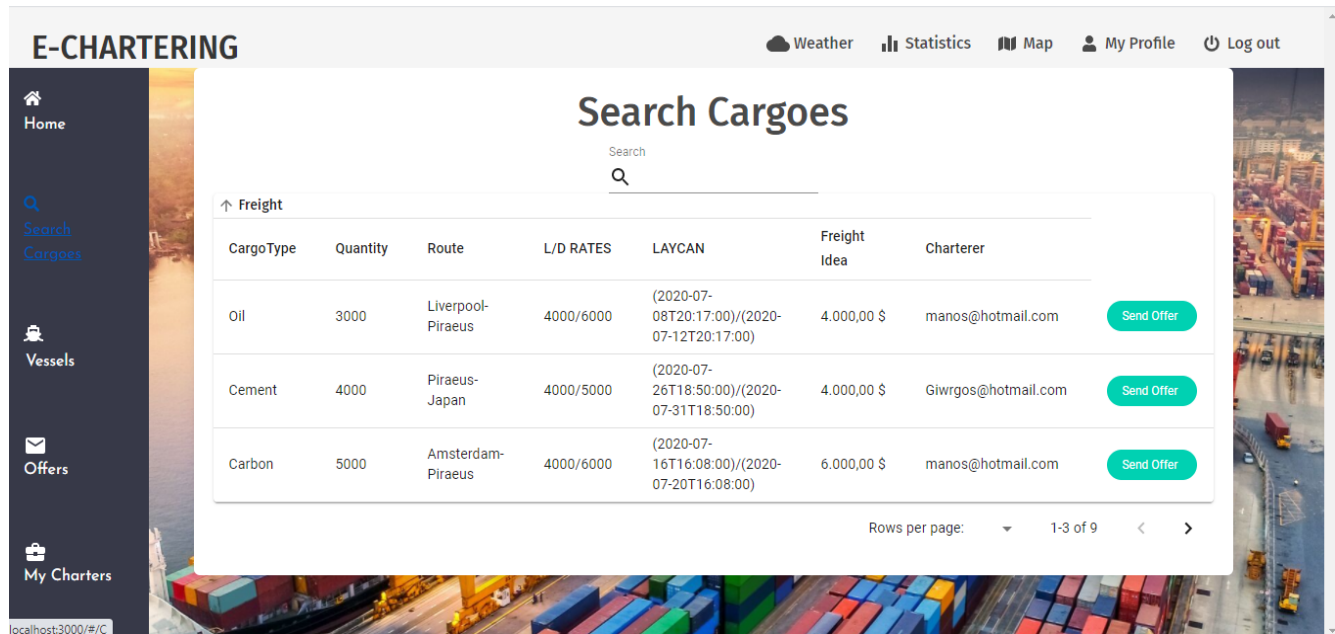 E-CHARTERING
Weather
Statistics
Map
My Profile
Log out
Home
Search
Cargoes
Vessels
Offers
My Charters
Search Cargoes
Search
Freight
CargoType
Quantity
Route
L/D RATES
LAYCAN
Freight
Idea
Charterer
Oil
3000
Liverpool-
Piraeus
4000/6000
(2020-07-
08T20:17:00)/(2020-
07-12T20:17:00)
4.000,00 $
manos@hotmail.com
Send Offer
Cement
4000
Piraeus-
Japan
4000/5000
(2020-07-
26T18:50:00)/(2020-
07-31T18:50:00)
4.000,00 $
Giwrgos@hotmail.com
Send Offer
Carbon
5000
Amsterdam-
Piraeus
4000/6000
(2020-07-
16T16:08:00)/(2020-
07-20T16:08:00)
6.000,00 $
manos@hotmail.com
Send Offer
Rows per page:
1-3 of 9
localhost:3000/#/C